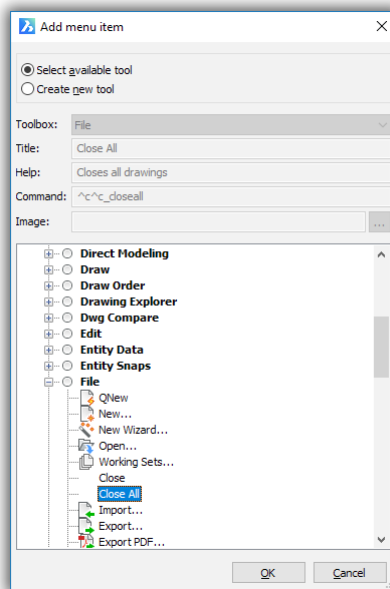 Add menu item
Select available tool
Create new tool
Toolbox: File
Title: Close All
Help: Closes all drawings
Command: ^c^c_closeall
Image: ...
Direct Modeling
Draw
Draw Order
Drawing Explorer
Dwg Compare
Edit
Entity Data
Entity Snaps
File
QNew
New...
New Wizard...
Open...
Working Sets...
Close
Close All
Import...
Export...
Export PDF...
OK Cancel